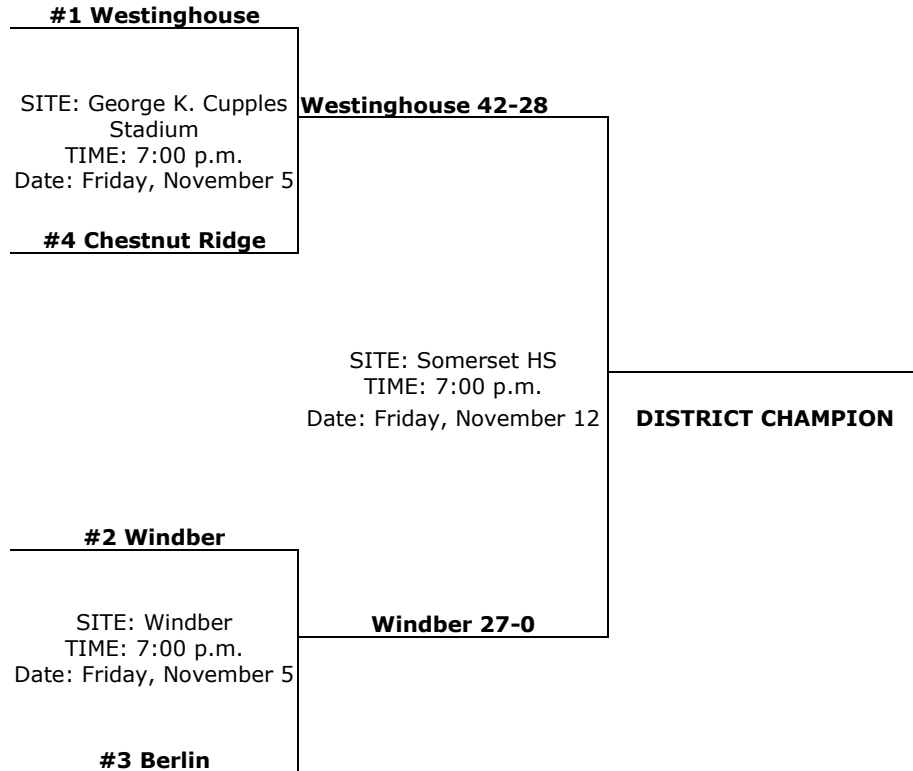 #1 Westinghouse
SITE: George K. Cupples
Stadium
TIME: 7:00 p.m.
Date: Friday, November 5
Westinghouse 42-28
#4 Chestnut Ridge
SITE: Somerset HS
TIME: 7:00 p.m.
Date: Friday, November 12
DISTRICT CHAMPION
#2 Windber
SITE: Windber
TIME: 7:00 p.m.
Date: Friday, November 5
Windber 27-0
#3 Berlin